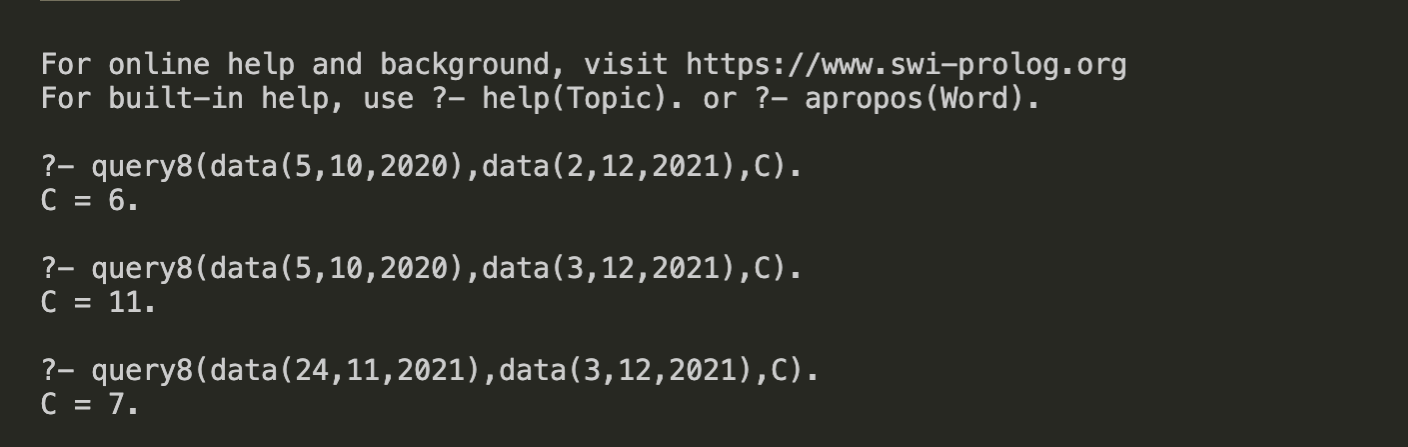 For online help and background, visit https://www.swi-prolog.org
For built-in help, use ?- help(Topic). or ?- apropos(Word).
?- query8(data(5,10,2020),data(2,12,2021),C).
C = 6.
?- query8(data(5,10,2020),data(3,12,2021),C).
C = 11.
?- query8(data(24,11,2021),data(3,12,2021),C).
C = 7.